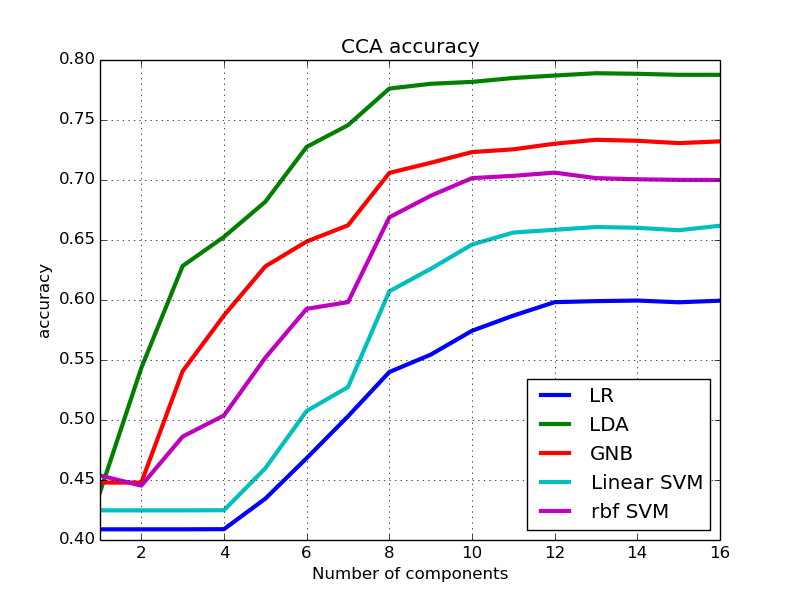 CCA accuracy
0.80
0.75
0.70
0.65
0.60
0.55
0.50
0.45
0.40
accuracy
LR
LDA
GNB
Linear SVM
rbf SVM
2 4 6 8 10 12 14 16
Number of components